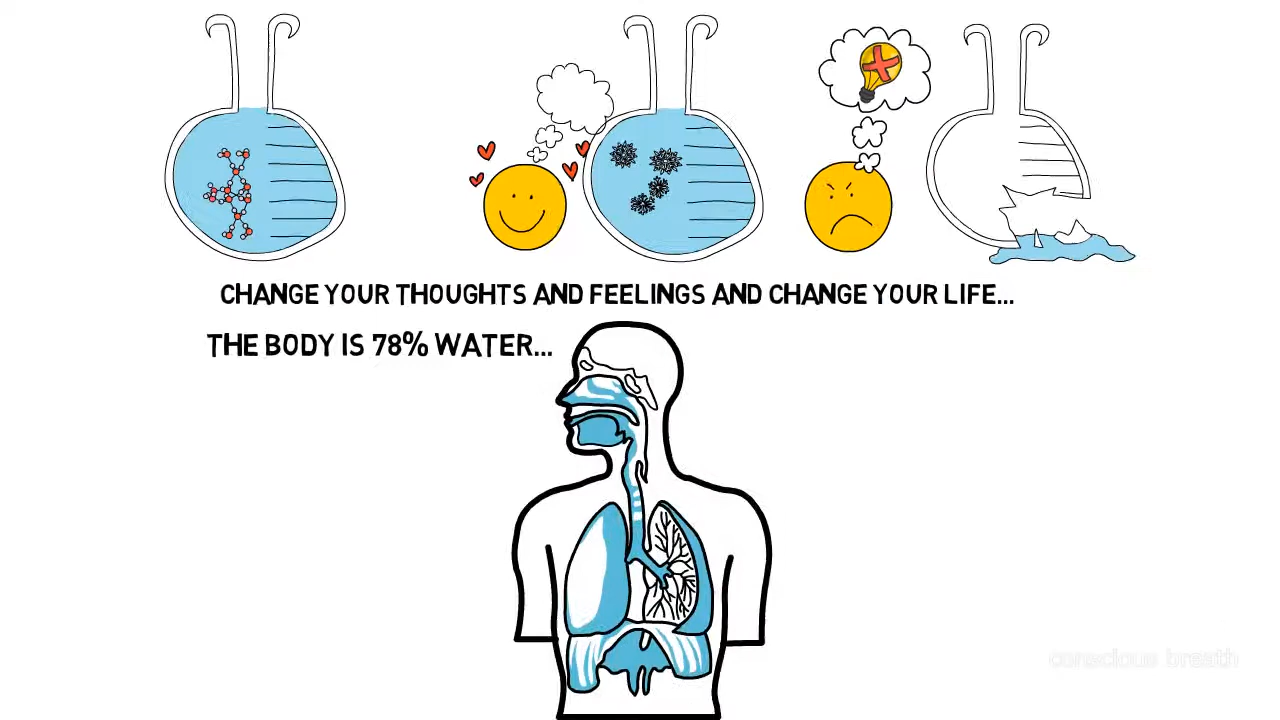 CHANGE YOUR THOUGHTS AND FEELINGS AND CHANGE YOUR LIFE...
THE BODY IS 78% WATER...
conscious breath